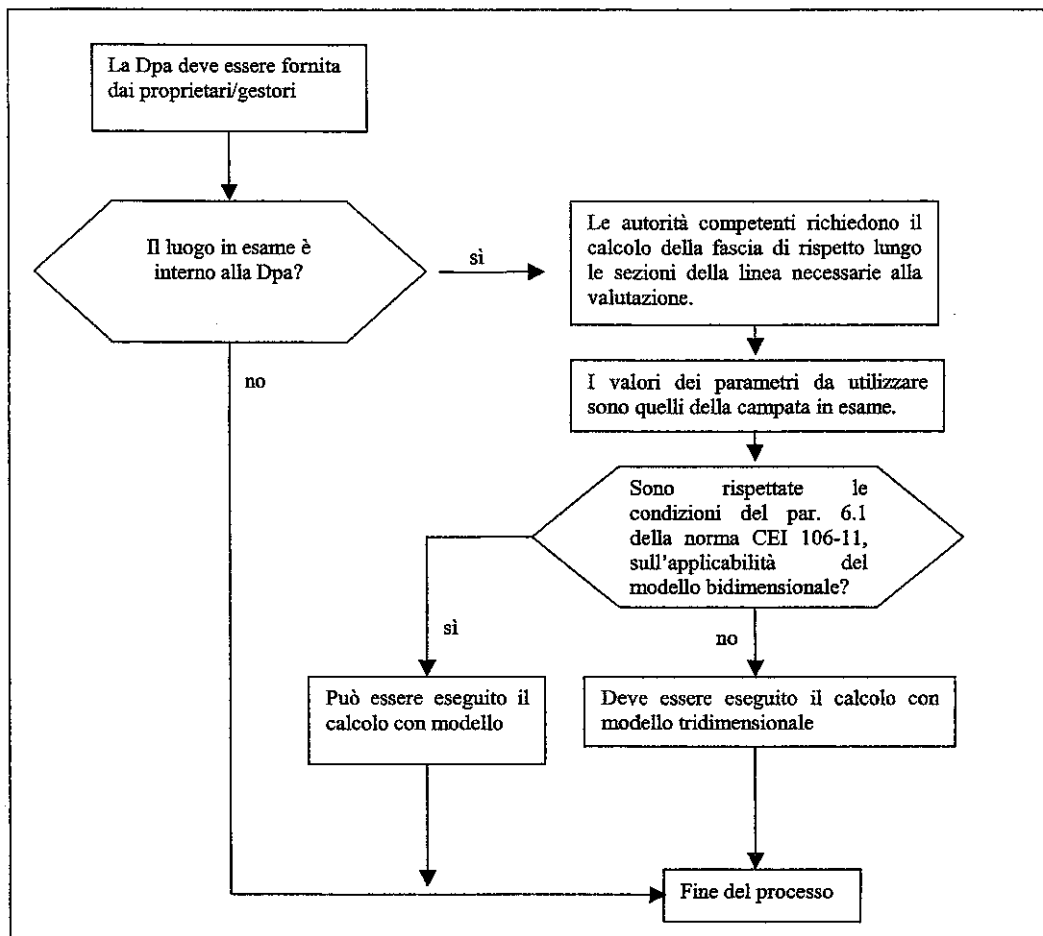 La Dpa deve essere fornita
dai proprietari/gestori
Il luogo in esame è
interno alla Dpa?
sì
Le autorità competenti richiedono il
calcolo della fascia di rispetto lungo
le sezioni della linea necessarie alla
valutazione.
no
I valori dei parametri da utilizzare
sono quelli della campata in esame.
Sono rispettate le
condizioni del par. 6.1
della norma CEI 106-11,
sull'applicabilità del
modello bidimensionale?
sì
no
Può essere eseguito il
calcolo con modello
Deve essere eseguito il calcolo con
modello tridimensionale
Fine del processo